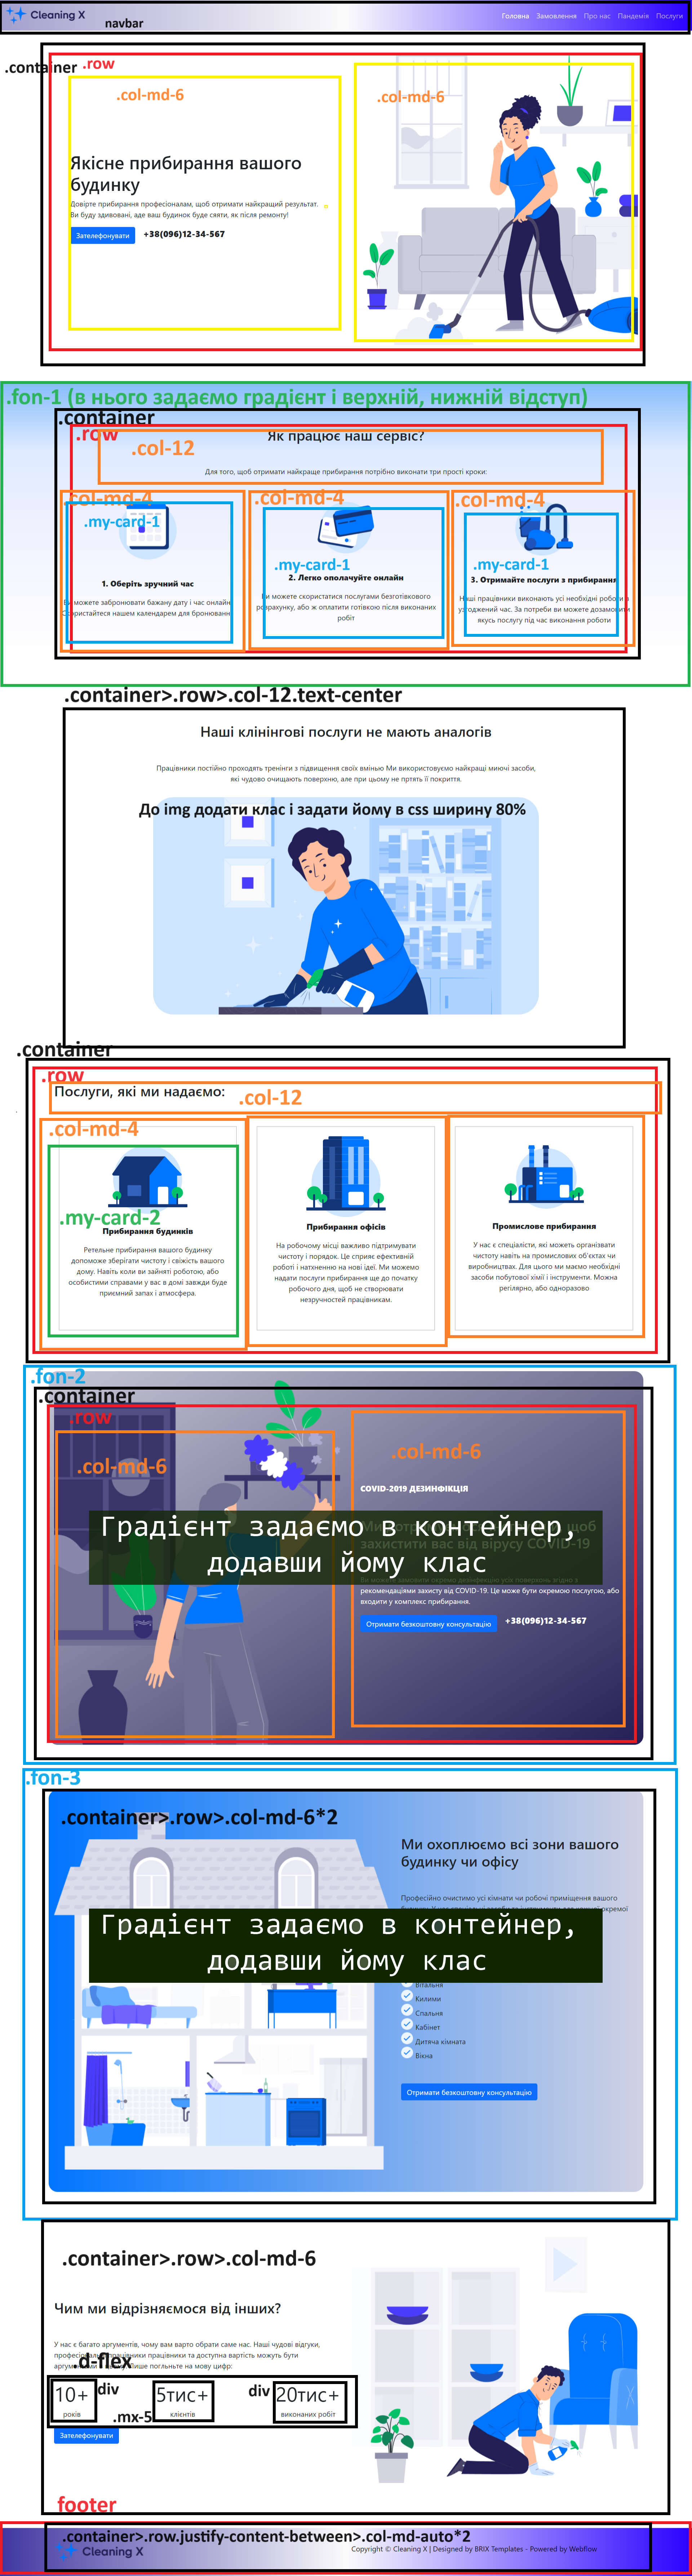 Cleaning X
navbar
Головна Замовлення Про нас Пандемія Послуги
.container .row
.col-md-6
.col-md-6
Якісне прибирання вашого
будинку
Довірте прибирання професіоналам, щоб отримати найкращий результат.
Ви буду здивовані, аде ваш будинок буде сяяти, як після ремонту!
Зателефонувати +38(096)12-34-567
.fon-1 (в нього задаємо градієнт і верхній, нижній відступ)
.container
.row
Як працює наш сервіс?
.col-12
Для того, щоб отримати найкраще прибирання потрібно виконати три прості кроки:
.col-md-4 .col-md-4 .col-md-4
.my-card-1
.my-card-1
.my-card-1
1. Оберіть зручний час
можете забронювати бажану дату і час онлайн
користайтеся нашем календарем для бронюванн
2. Легко ополачуйте онлайн
Ви можете скористатися послугами безготівкового
розрахунку, або ж оплатити готівкою після виконаних
робіт
3. Отримайте послуги з прибиранн
Наші працівники виконають усі необхідні роботи
узгоджений час. За потреби ви можете дозамовити
якусь послугу під час виконання роботи
.container>.row>.col-12.text-center
Наші клінінгові послуги не мають аналогів
Працівники постійно проходять тренінги з підвищення своїх вмінью Ми використовуємо найкращі миючі засоби,
які чудово очищають поверхню, але при цьому не пртять її покриття.
До img додати клас і задати йому в css ширину 80%
.container
.row
Послуги, які ми надаємо:
.col-12
.col-md-4
.my-card-2
Прибирання будинків
Ретельне прибирання вашого будинку
допоможе зберігати чистоту і свіжість вашого
дому. Навіть коли ви зайняті роботою, або
особистими справами у вас в домі завжди буде
приємний запах і атмосфера.
Прибирання офісів
На робочому місці важливо підтримувати
чистоту і порядок. Це сприяє ефективній
роботі і натхненню на нові ідеї. Ми можемо
надати послуги прибирання ще до початку
робочого дня, щоб не створювати
незручностей працівникам.
Промислове прибирання
У нас є спеціалісти, які можеть організвати
чистоту навіть на промислових об'єктах чи
виробництвах. Для цього ми маємо необхідні
засоби побутової хімії і інструменти. Можна
регілярно, або одноразово
.fon-2
.container
.row
.col-md-6
.col-md-6
COVID-2019 ДЕЗИНФІКЦІЯ
щоб
захистити вас від вірусу COVID-19
Градієнт задаємо в контейнер,
додавши йому клас
рекомендаціями захисту від COVID-19. Це може бути окремою послугою, або
входити у комплекс прибирання.
Отримати безкоштовну консультацію +38(096)12-34-567
.fon-3
.container>.row>.col-md-6*2
Ми охоплюємо всі зони вашого
будинку чи офісу
Професійно очистимо усі кімнати чи робочі приміщення вашого
окремої
Градієнт задаємо в контейнер,
додавши йому клас
Вітальня
Килими
Спальня
Кабінет
Дитяча кімната
Вікна
Отримати безкоштовну консультацію
.container>.row>.col-md-6
Чим ми відрізняємося від інших?
У нас є багато аргументів, чому вам варто обрати саме нас. Наші чудові відгуки,
працівники працівники та доступна вартість можуть бути
лише погльньте на мову цифр:
.d-flex
10+ div 5тис+ div 20тис+
років .mx-5 клієнтів виконаних робіт
Зателефонувати
footer
.container>.row.justify-content-between>.col-md-auto*2
Cleaning X
Copyright © Cleaning X | Designed by BRIX Templates - Powered by Webflow